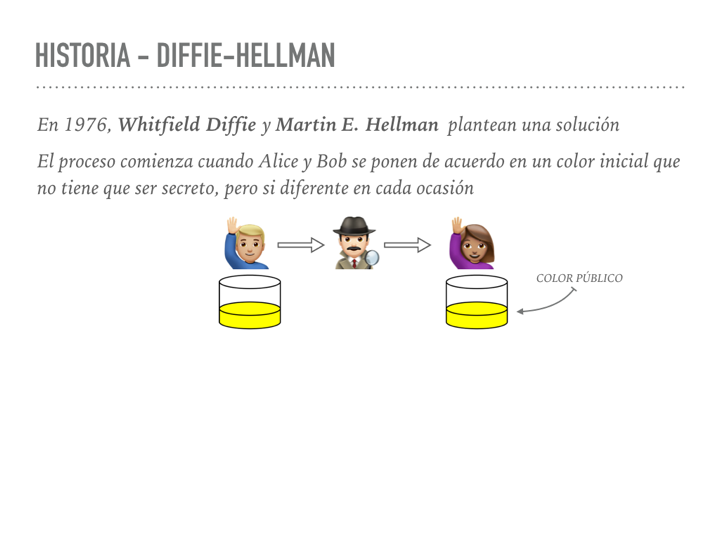 HISTORIA - DIFFIE-HELLMAN
En 1976, Whitfield Diffie y Martin E. Hellman plantean una solución
El proceso comienza cuando Alice y Bob se ponen de acuerdo en un color inicial que
no tiene que ser secreto, pero si diferente en cada ocasión
COLOR PÚBLICO